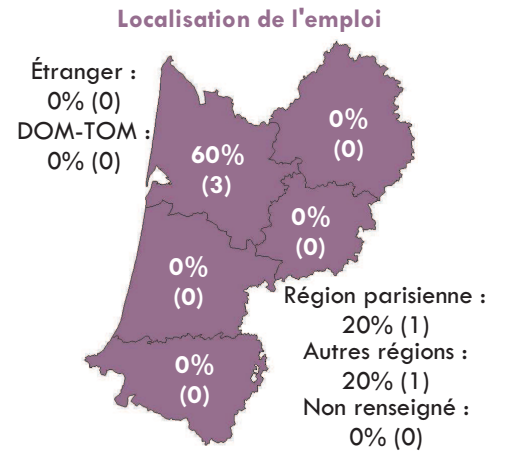 Localisation de l'emploi
Étranger :
0% (0)
DOM-TOM :
0% (0)
60%
(3)
0%
(0)
0%
(0)
0%
(0)
0%
(0)
Région parisienne :
20% (1)
Autres régions :
20% (1)
Non renseigné :
0% (0)